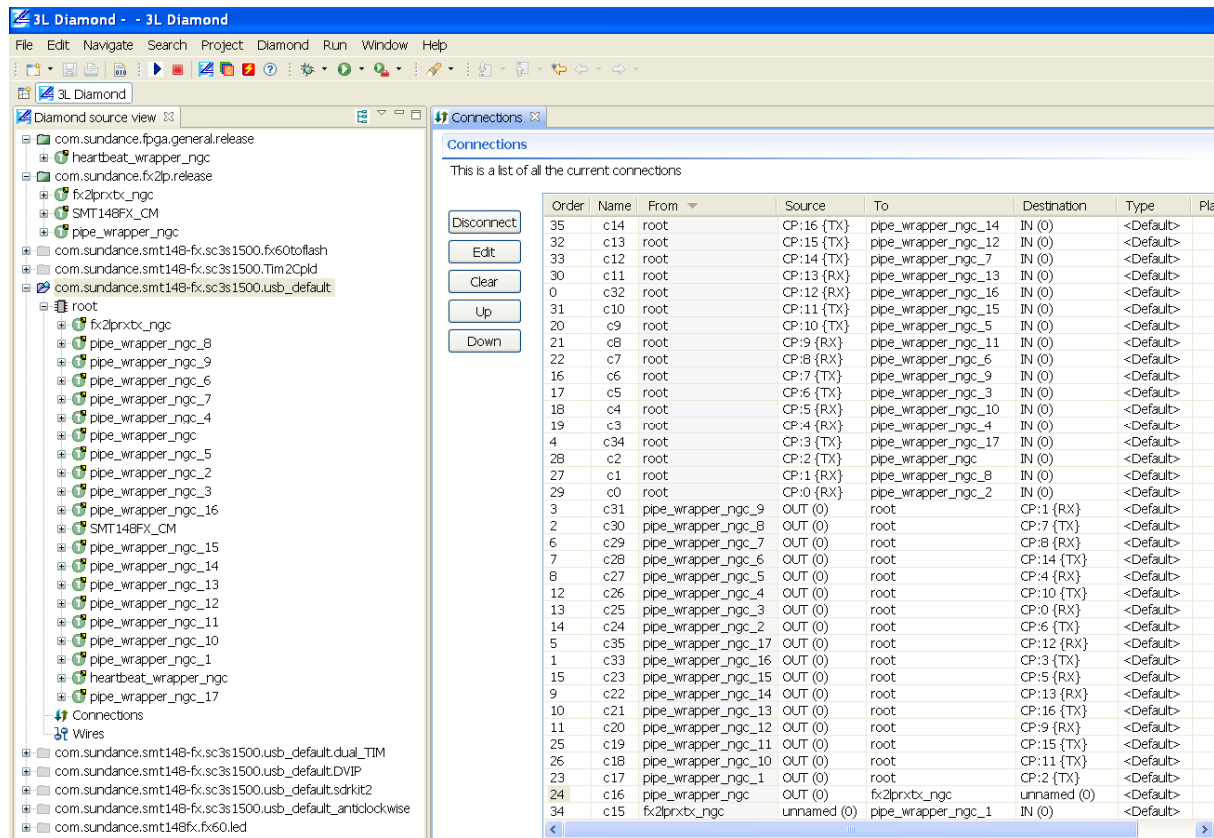 3L Diamond - - 3L Diamond
File Edit Navigate Search Project Diamond Run Window Help
3L Diamond
Diamond source view
com.sundance.fpga.general.release
heartbeat_wrapper_ngc
com.sundance.fx2lp.release
fx2lprxtx_ngc
SMT148FX_CM
pipe_wrapper_ngc
com.sundance.smt148-fx.sc3s1500.fx60toflash
com.sundance.smt148-fx.sc3s1500.Tim2Cpld
com.sundance.smt148-fx.sc3s1500.usb_default
root
fx2lprxtx_ngc
pipe_wrapper_ngc_8
pipe_wrapper_ngc_9
pipe_wrapper_ngc_6
pipe_wrapper_ngc_7
pipe_wrapper_ngc_4
pipe_wrapper_ngc
pipe_wrapper_ngc_5
pipe_wrapper_ngc_2
pipe_wrapper_ngc_3
pipe_wrapper_ngc_16
SMT148FX_CM
pipe_wrapper_ngc_15
pipe_wrapper_ngc_14
pipe_wrapper_ngc_13
pipe_wrapper_ngc_12
pipe_wrapper_ngc_11
pipe_wrapper_ngc_10
pipe_wrapper_ngc_1
heartbeat_wrapper_ngc
pipe_wrapper_ngc_17
Connections
Wires
com.sundance.smt148-fx.sc3s1500.usb_default.dual_TIM
com.sundance.smt148-fx.sc3s1500.usb_default.DVIP
com.sundance.smt148-fx.sc3s1500.usb_default.sdrkit2
com.sundance.smt148-fx.sc3s1500.usb_default_anticlockwise
com.sundance.smt148fx.fx60.led
Connections
Connections
This is a list of all the current connections
Disconnect
Edit
Clear
Up
Down
Order Name From Source To Destination Type Pla
35 c14 root CP:16 {TX} pipe_wrapper_ngc_14 IN (0) <Default>
32 c13 root CP:15 {TX} pipe_wrapper_ngc_12 IN (0) <Default>
33 c12 root CP:14 {TX} pipe_wrapper_ngc_7 IN (0) <Default>
30 c11 root CP:13 {RX} pipe_wrapper_ngc_13 IN (0) <Default>
0 c32 root CP:12 {RX} pipe_wrapper_ngc_16 IN (0) <Default>
31 c10 root CP:11 {TX} pipe_wrapper_ngc_15 IN (0) <Default>
20 c9 root CP:10 {TX} pipe_wrapper_ngc_5 IN (0) <Default>
21 c8 root CP:9 {RX} pipe_wrapper_ngc_11 IN (0) <Default>
22 c7 root CP:8 {RX} pipe_wrapper_ngc_6 IN (0) <Default>
16 c6 root CP:7 {TX} pipe_wrapper_ngc_9 IN (0) <Default>
17 c5 root CP:6 {TX} pipe_wrapper_ngc_3 IN (0) <Default>
18 c4 root CP:5 {RX} pipe_wrapper_ngc_10 IN (0) <Default>
19 c3 root CP:4 {RX} pipe_wrapper_ngc_4 IN (0) <Default>
4 c34 root CP:3 {TX} pipe_wrapper_ngc_17 IN (0) <Default>
28 c2 root CP:2 {TX} pipe_wrapper_ngc IN (0) <Default>
27 c1 root CP:1 {RX} pipe_wrapper_ngc_8 IN (0) <Default>
29 c0 root CP:0 {RX} pipe_wrapper_ngc_2 IN (0) <Default>
3 c31 pipe_wrapper_ngc_9 OUT (0) root CP:1 {RX} <Default>
2 c30 pipe_wrapper_ngc_8 OUT (0) root CP:7 {TX} <Default>
6 c29 pipe_wrapper_ngc_7 OUT (0) root CP:8 {RX} <Default>
7 c28 pipe_wrapper_ngc_6 OUT (0) root CP:14 {TX} <Default>
8 c27 pipe_wrapper_ngc_5 OUT (0) root CP:4 {RX} <Default>
12 c26 pipe_wrapper_ngc_4 OUT (0) root CP:10 {TX} <Default>
13 c25 pipe_wrapper_ngc_3 OUT (0) root CP:0 {RX} <Default>
14 c24 pipe_wrapper_ngc_2 OUT (0) root CP:6 {TX} <Default>
5 c35 pipe_wrapper_ngc_17 OUT (0) root CP:12 {RX} <Default>
1 c33 pipe_wrapper_ngc_16 OUT (0) root CP:3 {TX} <Default>
15 c23 pipe_wrapper_ngc_15 OUT (0) root CP:5 {RX} <Default>
9 c22 pipe_wrapper_ngc_14 OUT (0) root CP:13 {RX} <Default>
10 c21 pipe_wrapper_ngc_13 OUT (0) root CP:16 {TX} <Default>
11 c20 pipe_wrapper_ngc_12 OUT (0) root CP:9 {RX} <Default>
25 c19 pipe_wrapper_ngc_11 OUT (0) root CP:15 {TX} <Default>
26 c18 pipe_wrapper_ngc_10 OUT (0) root CP:11 {TX} <Default>
23 c17 pipe_wrapper_ngc_1 OUT (0) root CP:2 {TX} <Default>
24 c16 pipe_wrapper_ngc OUT (0) fx2lprxtx_ngc unnamed (0) <Default>
34 c15 fx2lprxtx_ngc unnamed (0) pipe_wrapper_ngc_1 IN (0) <Default>